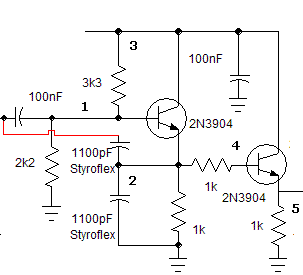 3
3k3
100nF
100nF
1
2N3904
1100pF
Styroflex
4
2k2
2
1k
2N3904
1100pF
Styroflex
1k
5
1k